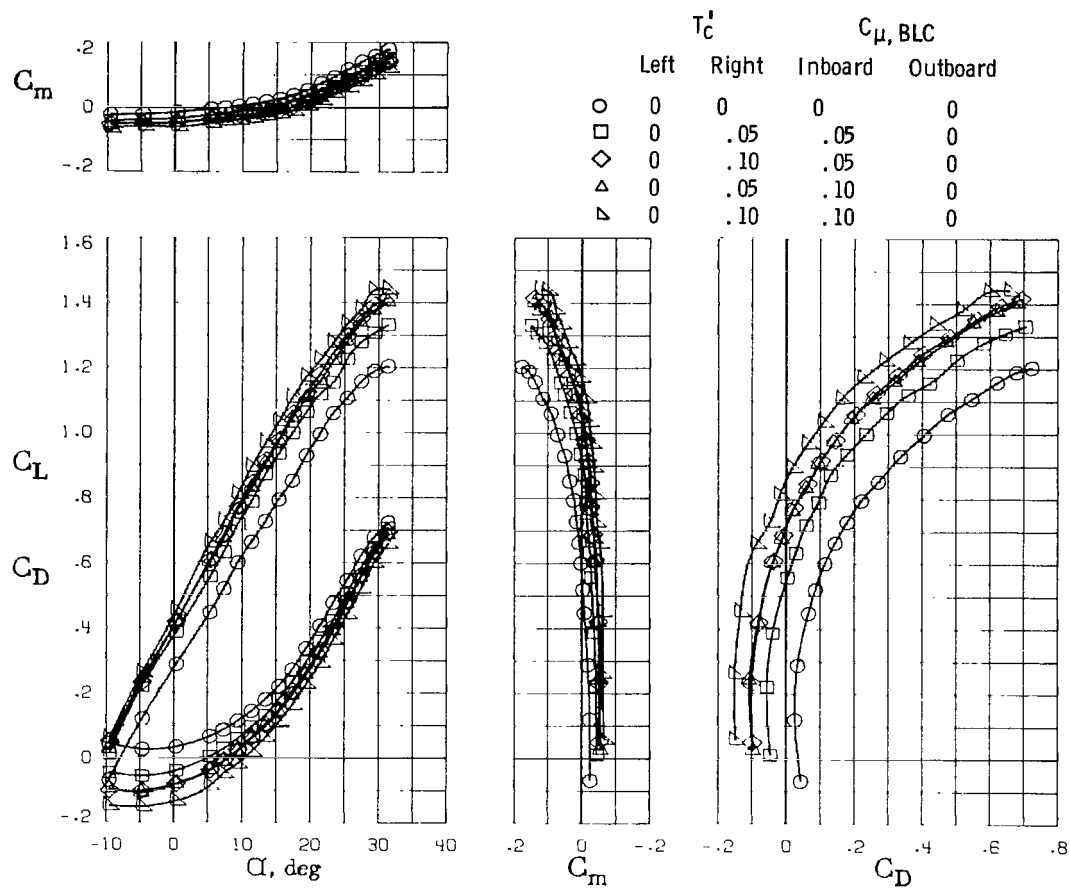 T'c Cμ, BLC
Left Right Inboard Outboard
0 0 0 0
0 .05 .05 0
0 .10 .05 0
0 .05 .10 0
0 .10 .10 0
Cm
.2
0
-.2
CL
CD
1.6
1.4
1.2
1.0
.8
.6
.4
.2
0
-.2
-10 0 10 20 30 40
α, deg
.2 0 -.2
Cm
-.2 0 .2 .4 .6 .8
CD